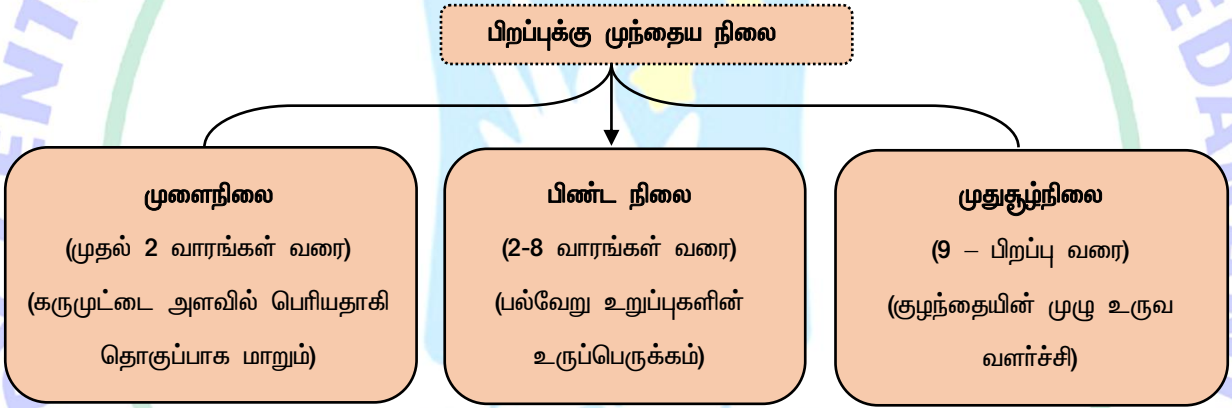 பிறப்புக்கு முந்தைய நிலை
முளைநிலை
(முதல் 2 வாரங்கள் வரை)
(கருமுட்டை அளவில் பெரியதாகி
தொகுப்பாக மாறும்)
பிண்ட நிலை
(2-8 வாரங்கள் வரை)
(பல்வேறு உறுப்புகளின்
உருப்பெருக்கம்)
முதுசூழ்நிலை
(9 – பிறப்பு வரை)
(குழந்தையின் முழு உருவ
வளர்ச்சி)